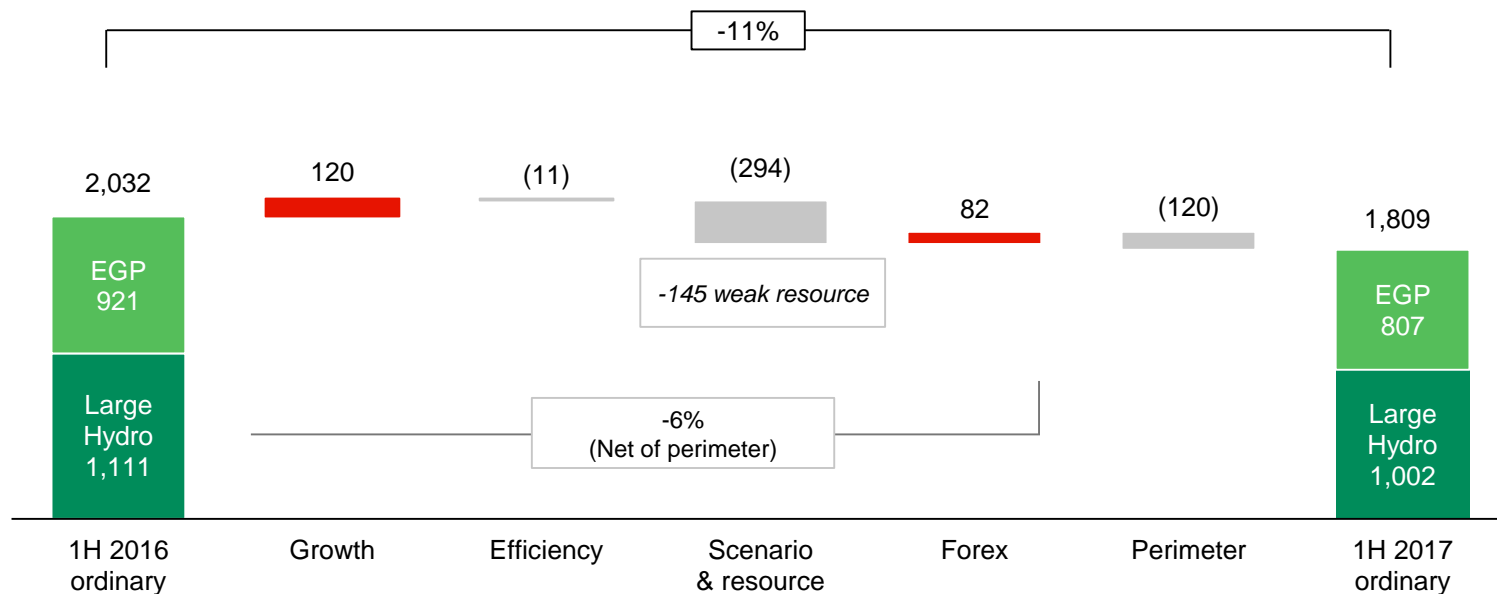 -11%
2,032
120
(11)
(294)
82
(120)
1,809
EGP
921
-145 weak resource
EGP
807
Large
Hydro
1,111
-6%
(Net of perimeter)
Large
Hydro
1,002
1H 2016
ordinary
Growth
Efficiency
Scenario
& resource
Forex
Perimeter
1H 2017
ordinary